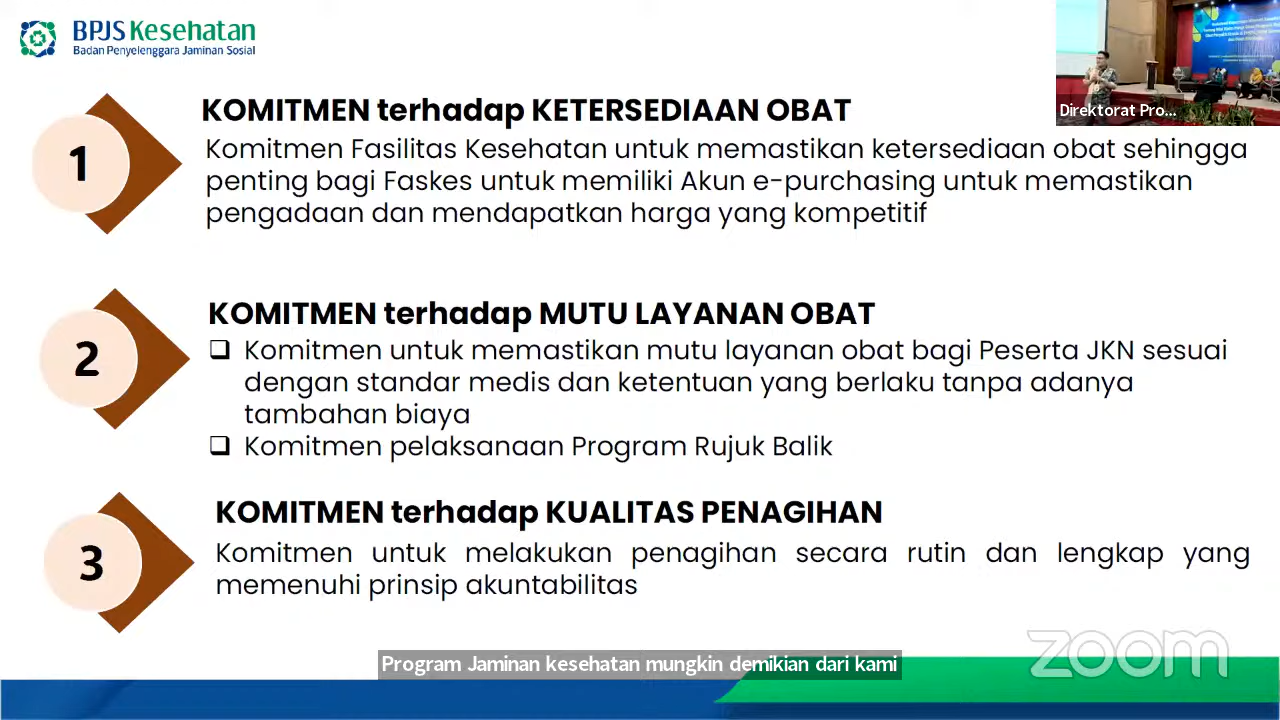 BPJS Kesehatan
Badan Penyelenggara Jaminan Sosial
Direktorat Pro...
1
KOMITMEN terhadap KETERSEDIAAN OBAT
Komitmen Fasilitas Kesehatan untuk memastikan ketersediaan obat sehingga
penting bagi Faskes untuk memiliki Akun e-purchasing untuk memastikan
pengadaan dan mendapatkan harga yang kompetitif
2
KOMITMEN terhadap MUTU LAYANAN OBAT
Komitmen untuk memastikan mutu layanan obat bagi Peserta JKN sesuai
dengan standar medis dan ketentuan yang berlaku tanpa adanya
tambahan biaya
Komitmen pelaksanaan Program Rujuk Balik
3
KOMITMEN terhadap KUALITAS PENAGIHAN
Komitmen untuk melakukan penagihan secara rutin dan lengkap yang
memenuhi prinsip akuntabilitas
zoom
Program Jaminan kesehatan mungkin demikian dari kami